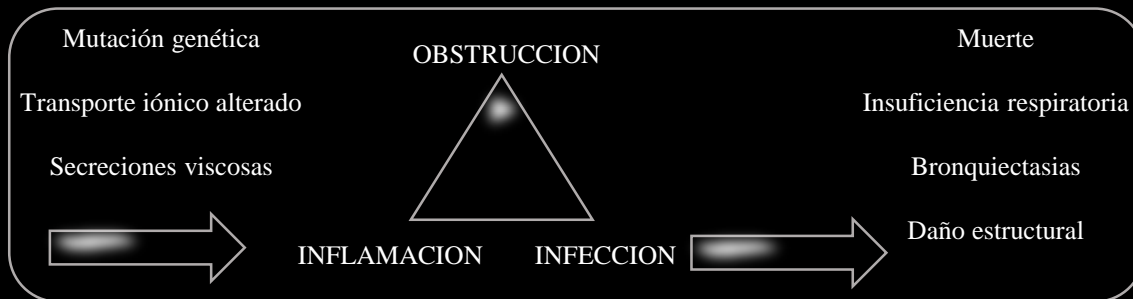 Mutación genética
Transporte iónico alterado
Secreciones viscosas
OBSTRUCCION
INFLAMACION
INFECCION
Muerte
Insuficiencia respiratoria
Bronquiectasias
Daño estructural